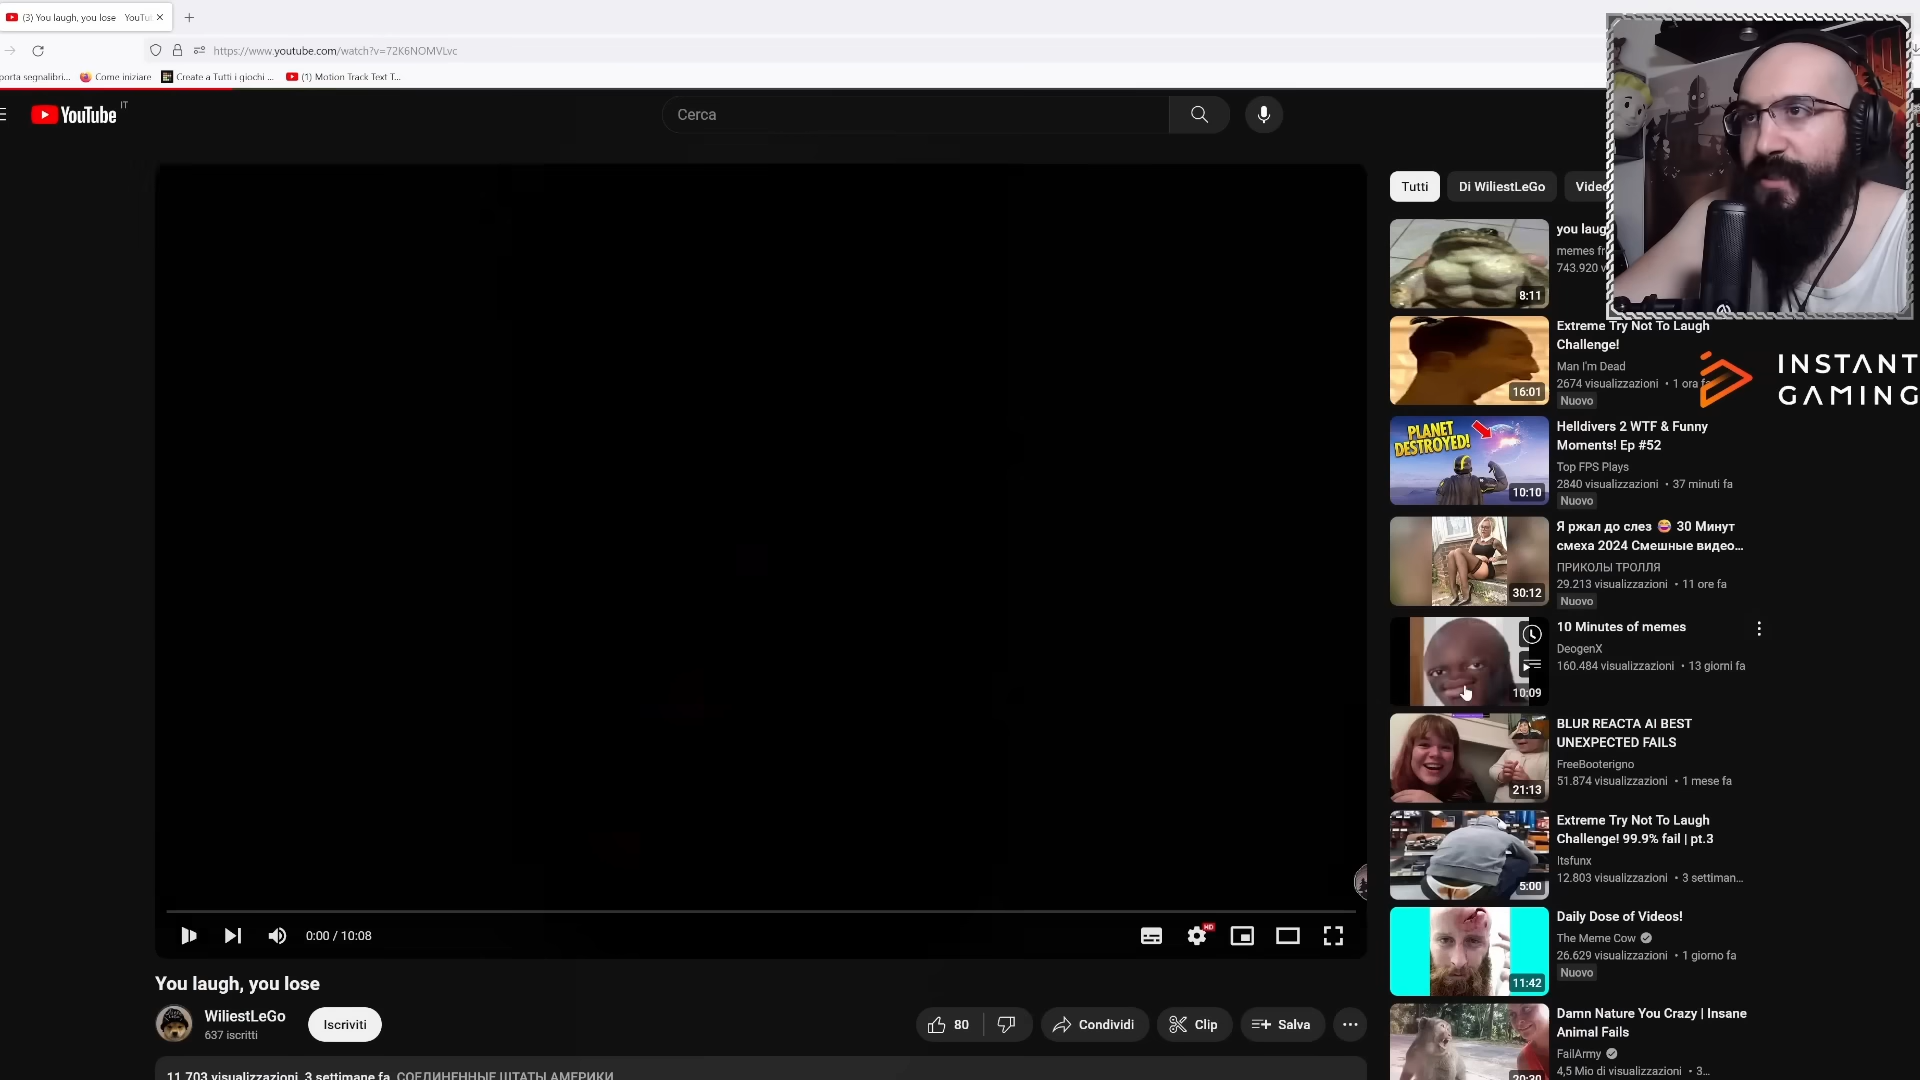 (3) You laugh, you lose
https://www.youtube.com/watch?v=72K6NOMVLvc
porta segnalibri...
Come iniziare
Create a Tutti i giochi ...
(1) Motion Track Text T...
YouTube
IT
Cerca
Tutti
Di WiliestLeGo
you laug
743.920
8:11
Extreme Try Not To Laugh
Challenge!
Man I'm Dead
2674 visualizzazioni • 1 ora
Nuovo
16:01
INSTANT
GAMING
PLANET
DESTROYED!
10:10
Helldivers 2 WTF & Funny
Moments! Ep #52
Top FPS Plays
2840 visualizzazioni • 37 minuti fa
Nuovo
30:12
Я ржал до слез 😂 30 Минут
смеха 2024 Смешные видео...
ПРИКОЛЫ ТРОЛЛЯ
29.213 visualizzazioni • 11 ore fa
Nuovo
10:09
10 Minutes of memes
DeogenX
160.484 visualizzazioni • 13 giorni fa
21:13
BLUR REACTA AI BEST
UNEXPECTED FAILS
FreeBooterigno
51.874 visualizzazioni • 1 mese fa
5:00
Extreme Try Not To Laugh
Challenge! 99.9% fail | pt.3
Itsfunx
12.803 visualizzazioni • 3 settiman...
11:42
Daily Dose of Videos!
The Meme Cow
26.629 visualizzazioni • 1 giorno fa
Nuovo
20:30
Damn Nature You Crazy | Insane
Animal Fails
FailArmy
4,5 Mio di visualizzazioni • 3...
0:00 / 10:08
HD
You laugh, you lose
WiliestLeGo
637 iscritti
Iscriviti
80
Condividi
Clip
Salva
11.703 visualizzazioni 3 settimane fa СОЕДИНЕННЫЕ ШТАТЫ АМЕРИКИ